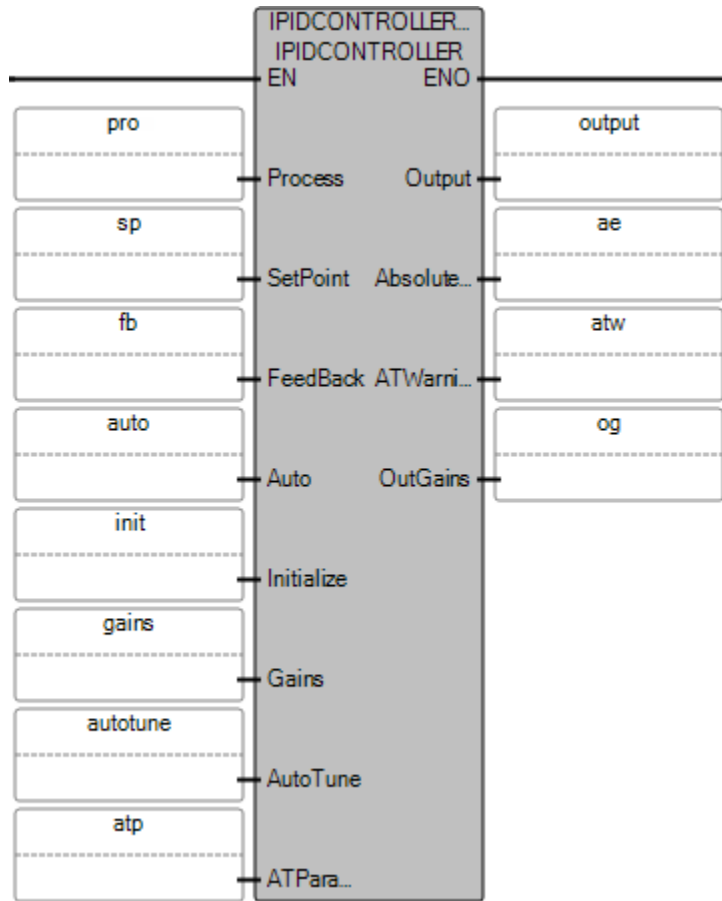 IPIDCONTROLLER...
IPIDCONTROLLER
EN ENO
pro output
Process Output
sp ae
SetPoint Absolute...
fb atw
FeedBack ATWarni...
auto og
Auto OutGains
init
Initialize
gains
Gains
autotune
AutoTune
atp
ATPara...